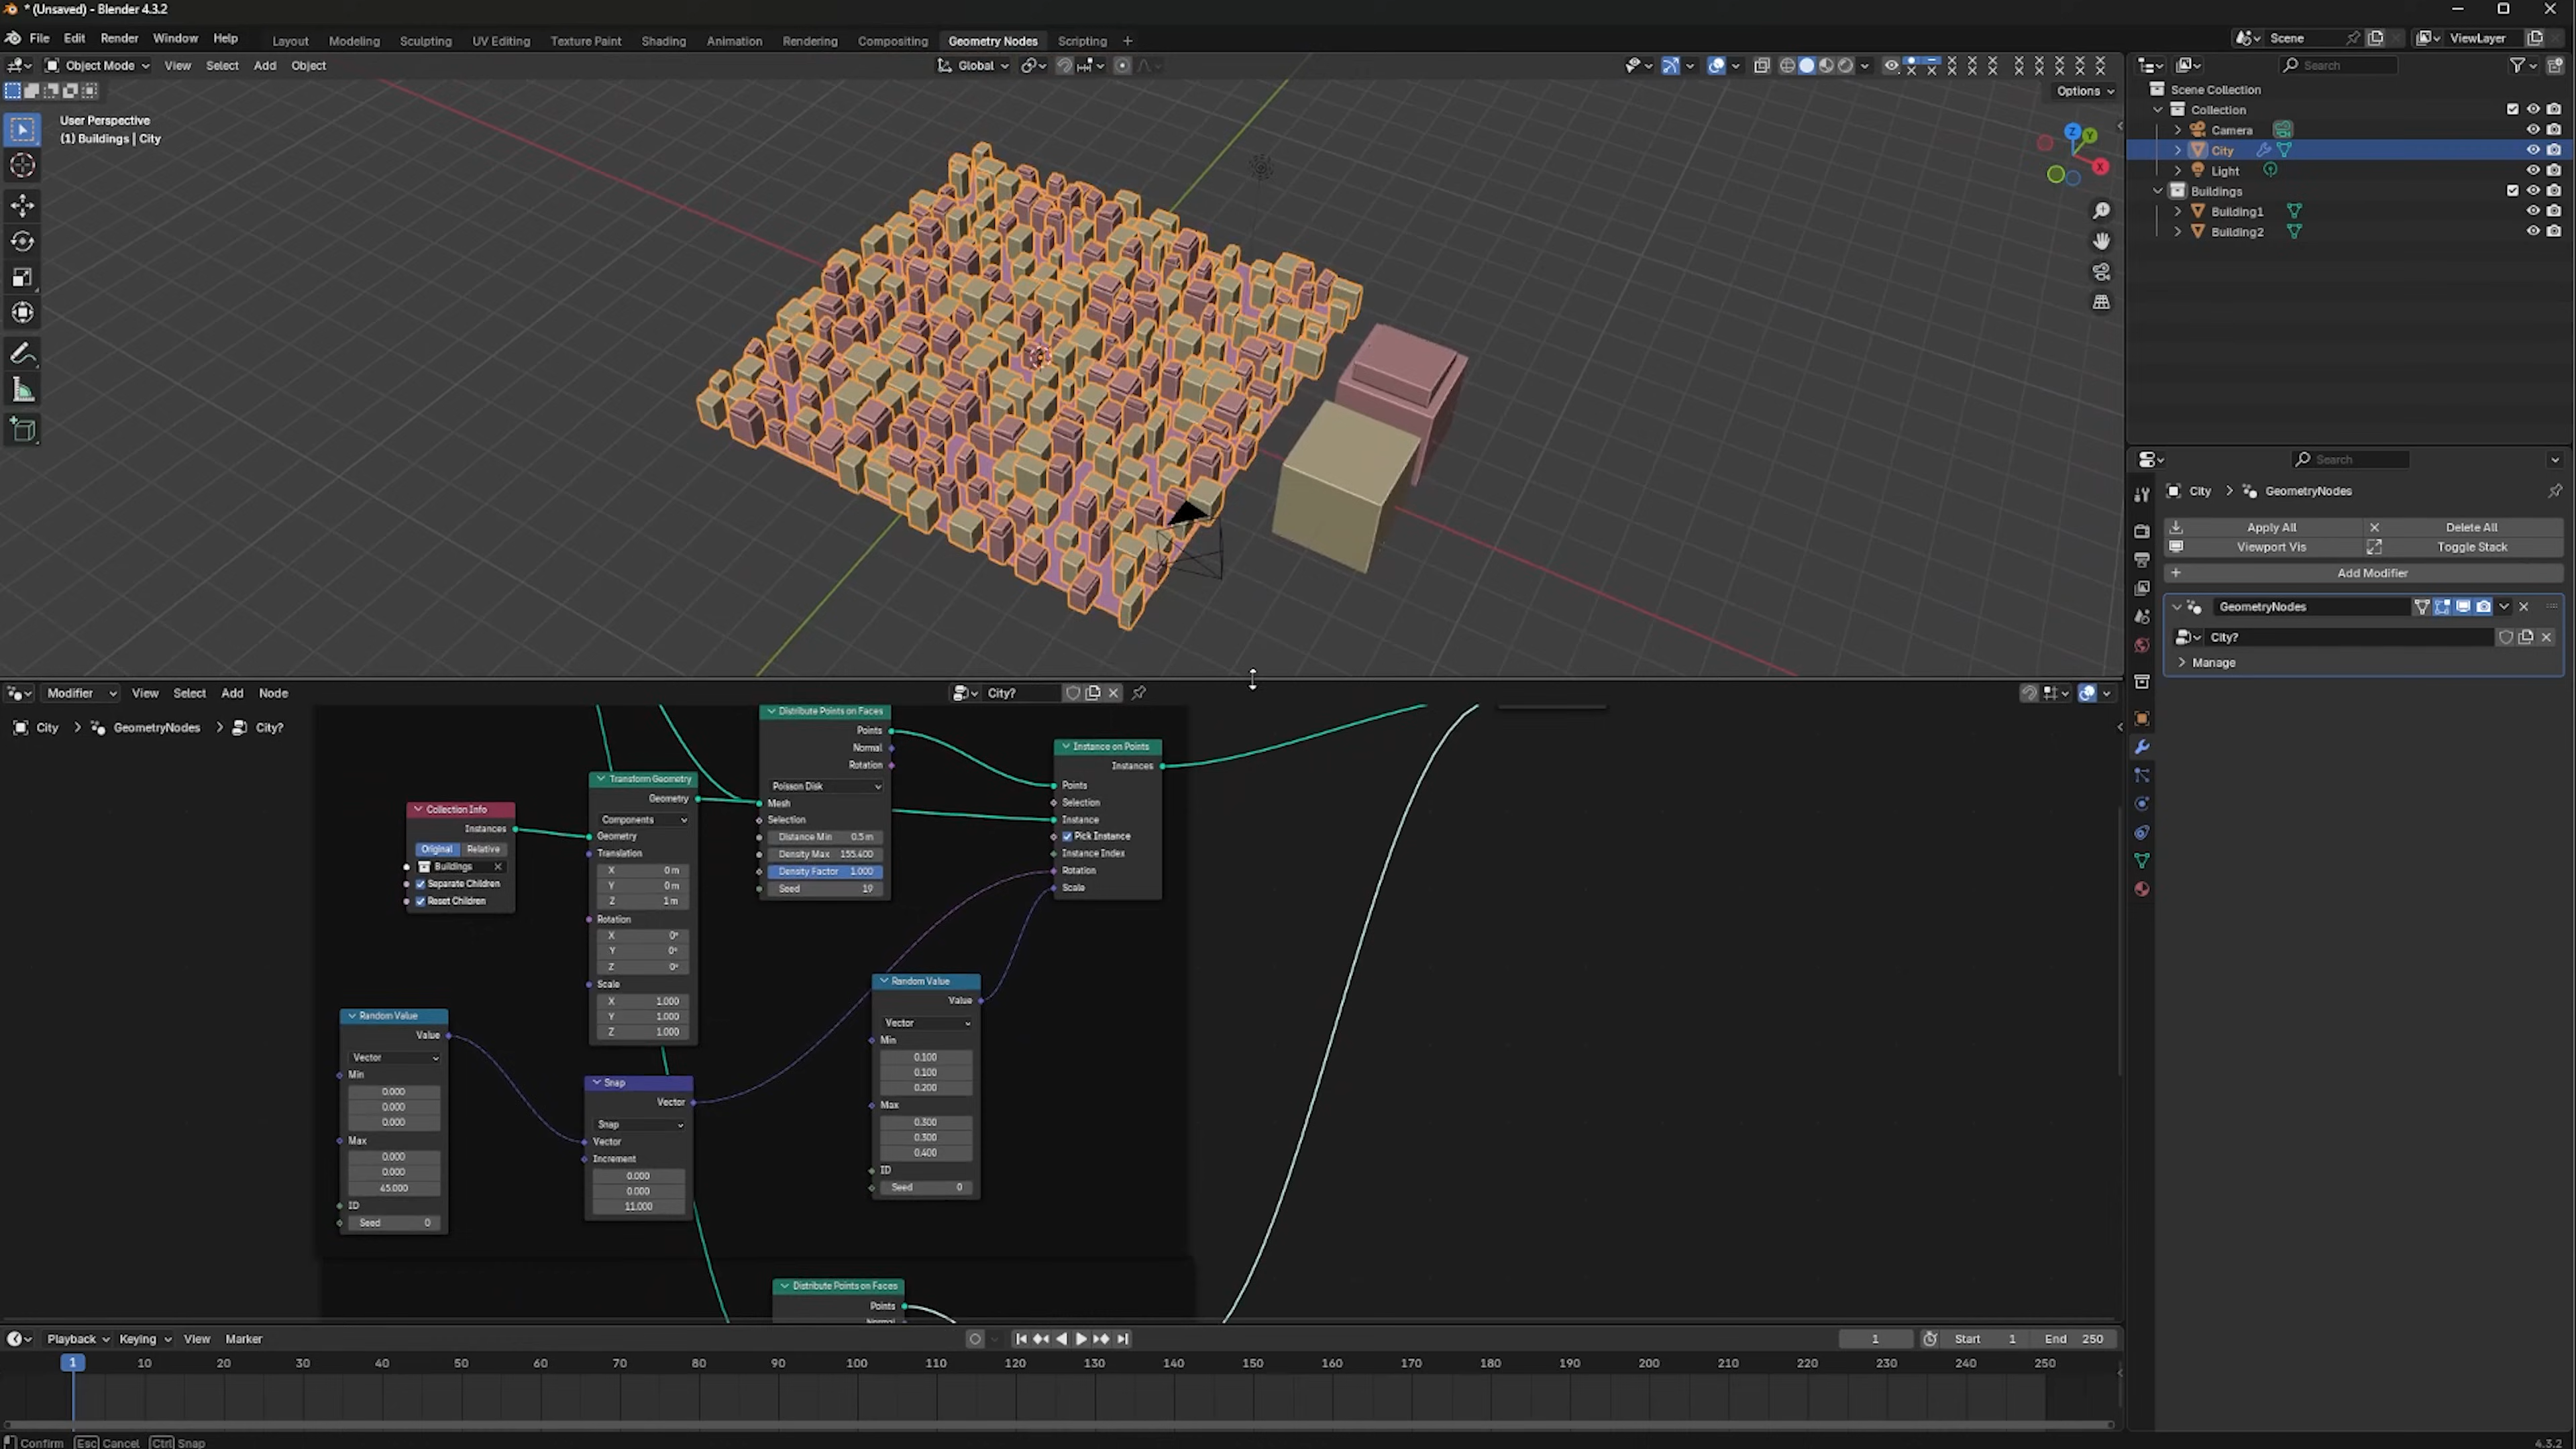 * (Unsaved) - Blender 4.3.2
File Edit Render Window Help
Layout Modeling Sculpting UV Editing Texture Paint Shading Animation Rendering Compositing Geometry Nodes Scripting +
Scene ViewLayer
Object Mode View Select Add Object
Global
Search
Options
User Perspective
(1) Buildings | City
Z Y X
Scene Collection
Collection
Camera
City
Light
Buildings
Building1
Building2
Search
City > GeometryNodes
Apply All Delete All
Viewport Vis Toggle Stack
Add Modifier
GeometryNodes
City?
Manage
Modifier View Select Add Node
City?
City > GeometryNodes > City?
Distribute Points on Faces
Points
Normal
Rotation
Poisson Disk
Mesh
Selection
Distance Min 0.5 m
Density Max 155.400
Density Factor 1.000
Seed 19
Instance on Points
Instances
Points
Selection
Instance
Pick Instance
Instance Index
Rotation
Scale
Transform Geometry
Geometry
Components
Geometry
Translation
X 0 m
Y 0 m
Z 1 m
Rotation
X 0°
Y 0°
Z 0°
Scale
X 1.000
Y 1.000
Z 1.000
Collection Info
Instances
Original Relative
Buildings
Separate Children
Reset Children
Random Value
Value
Vector
Min
0.100
0.100
0.200
Max
0.300
0.300
0.400
ID
Seed 0
Random Value
Value
Vector
Min
0.000
0.000
0.000
Max
0.000
0.000
45.000
ID
Seed 0
Snap
Vector
Snap
Vector
Increment
0.000
0.000
11.000
Distribute Points on Faces
Points
Normal
Playback Keying View Marker
1 Start 1 End 250
1 10 20 30 40 50 60 70 80 90 100 110 120 130 140 150 160 170 180 190 200 210 220 230 240 250
Confirm Esc Cancel Ctrl Snap
4.3.2